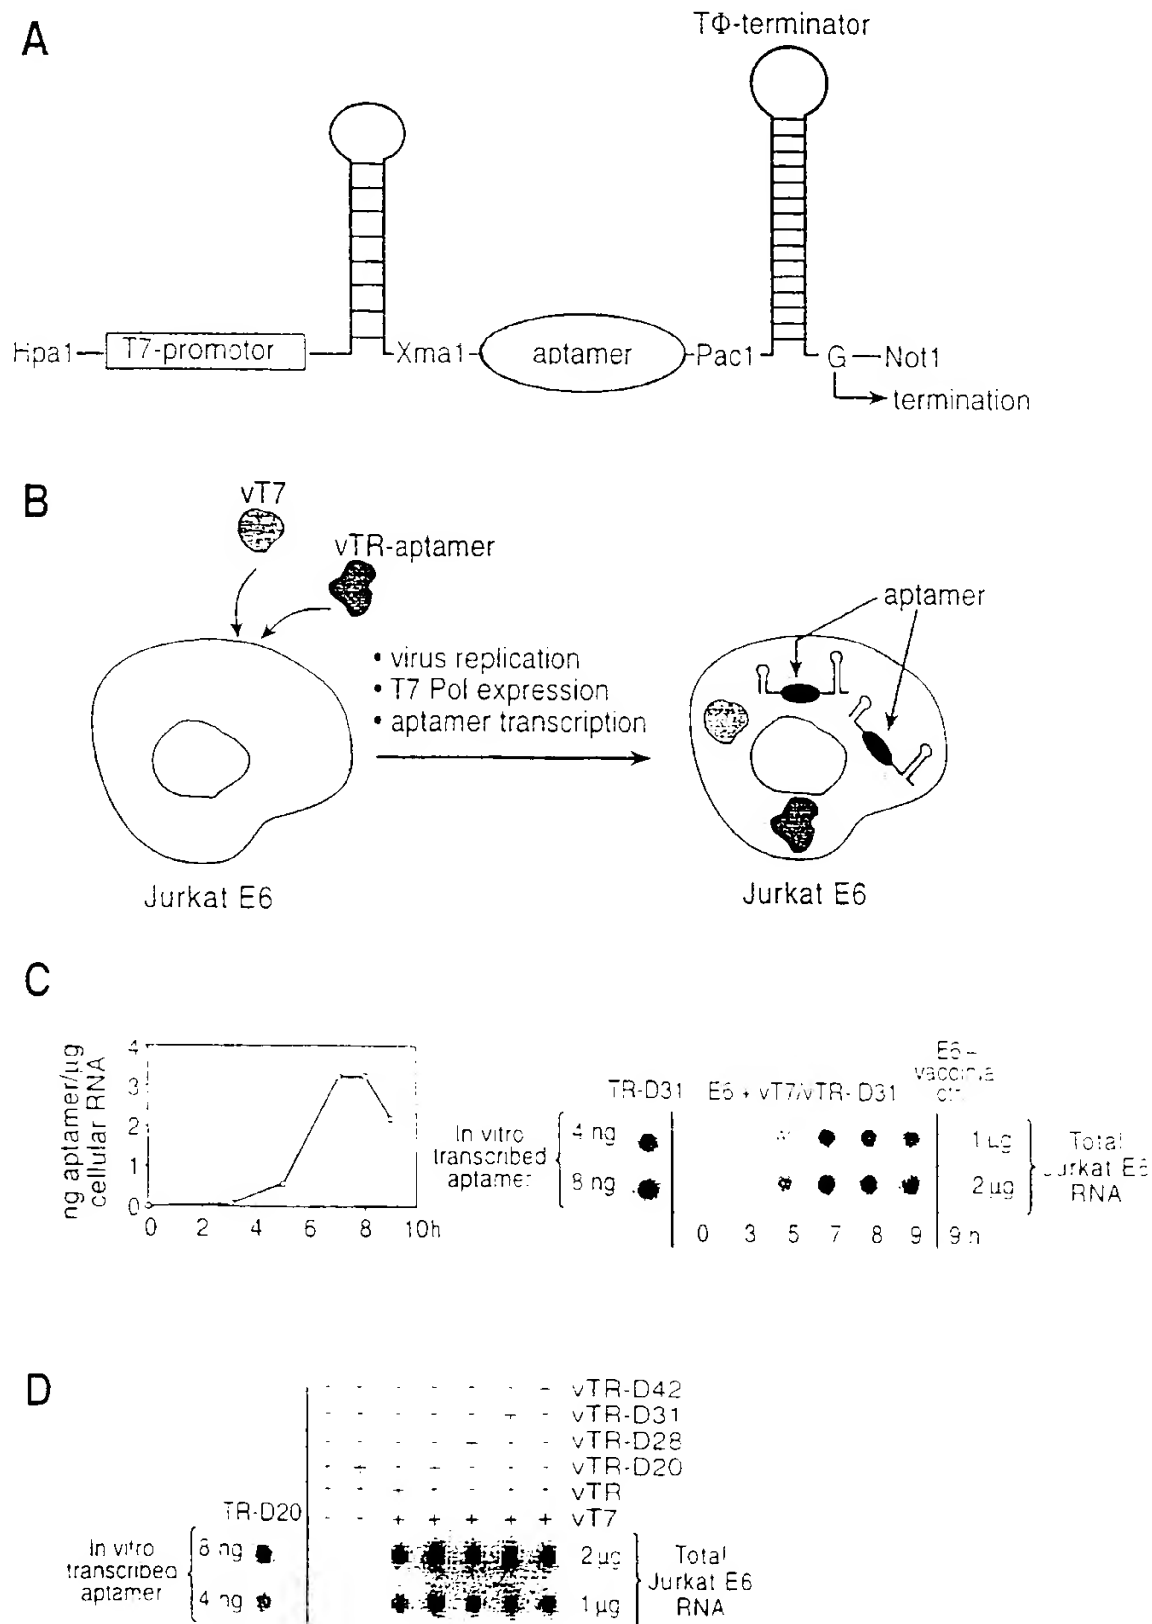 A
TΦ-terminator
Hpa1
T7-promotor
Xma1
aptamer
Pac1
G
Not1
termination
B
vT7
vTR-aptamer
aptamer
• virus replication
• T7 Pol expression
• aptamer transcription
Jurkat E6
Jurkat E6
C
ng aptamer/µg
cellular RNA
4
3
2
1
0
0 2 4 6 8 10h
TR-D31
E6 + vT7/vTR-D31
E6 –
vaccinia
In vitro
transcribed
aptamer
4 ng
8 ng
1 µg
2 µg
Total
Jurkat E6
RNA
0 3 5 7 8 9 9 h
D
- - - - - - vTR-D42
- - - - - vTR-D31
- - - - - - vTR-D28
- - - - - vTR-D20
- - - - - - vTR
- - + + + + + vT7
TR-D20
In vitro
transcribed
aptamer
8 ng
4 ng
2 µg
1 µg
Total
Jurkat E6
RNA